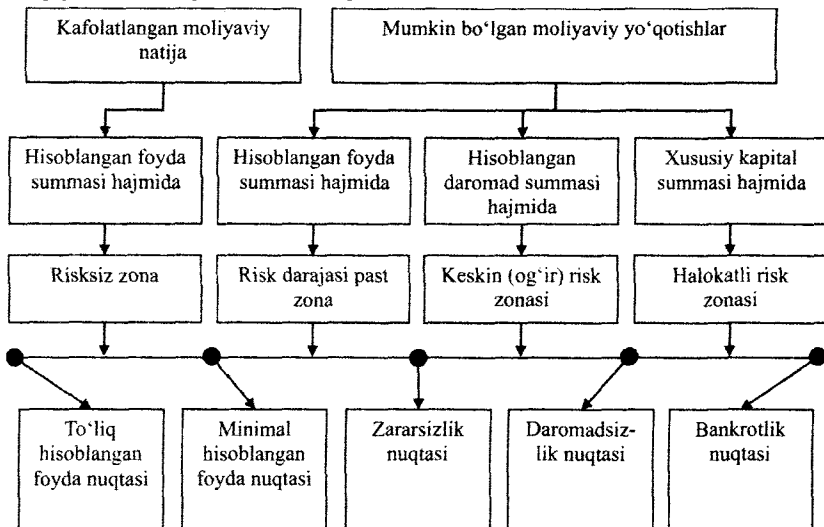 Kafolatlangan moliyaviy
natija
Mumkin bo‘lgan moliyaviy yo‘qotishlar
Hisoblangan foyda
summasi hajmida
Hisoblangan foyda
summasi hajmida
Hisoblangan
daromad summasi
hajmida
Xususiy kapital
summasi hajmida
Risksiz zona
Risk darajasi past
zona
Keskin (og‘ir) risk
zonasi
Halokatli risk
zonasi
To‘liq
hisoblangan
foyda nuqtasi
Minimal
hisoblangan
foyda nuqtasi
Zararsizlik
nuqtasi
Daromadsiz-
lik nuqtasi
Bankrotlik
nuqtasi